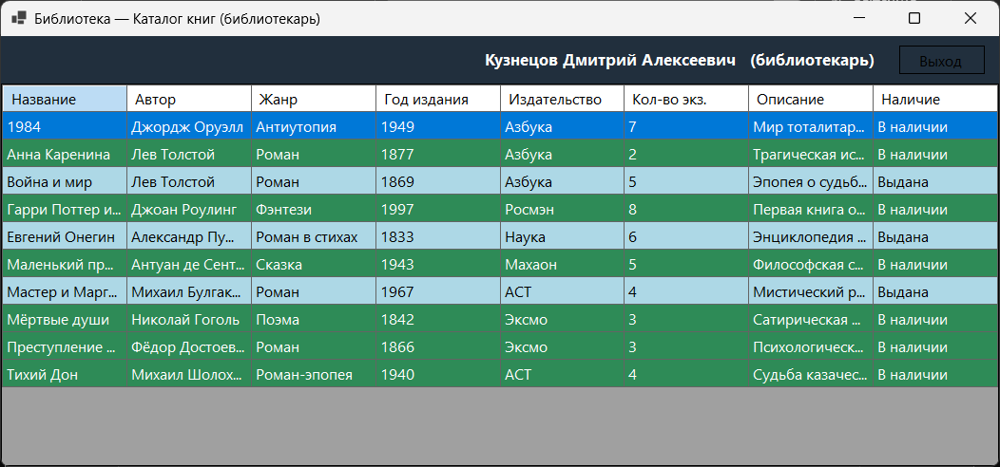 Библиотека — Каталог книг (библиотекарь)
Кузнецов Дмитрий Алексеевич (библиотекарь) Выход
Название Автор Жанр Год издания Издательство Кол-во экз. Описание Наличие
1984 Джордж Оруэлл Антиутопия 1949 Азбука 7 Мир тоталитар... В наличии
Анна Каренина Лев Толстой Роман 1877 Азбука 2 Трагическая ис... В наличии
Война и мир Лев Толстой Роман 1869 Азбука 5 Эпопея о судьб... Выдана
Гарри Поттер и... Джоан Роулинг Фэнтези 1997 Росмэн 8 Первая книга о... В наличии
Евгений Онегин Александр Пу... Роман в стихах 1833 Наука 6 Энциклопедия ... Выдана
Маленький пр... Антуан де Сент... Сказка 1943 Махаон 5 Философская с... В наличии
Мастер и Марг... Михаил Булгак... Роман 1967 АСТ 4 Мистический р... Выдана
Мёртвые души Николай Гоголь Поэма 1842 Эксмо 3 Сатирическая ... В наличии
Преступление ... Фёдор Достоев... Роман 1866 Эксмо 3 Психологическ... В наличии
Тихий Дон Михаил Шолох... Роман-эпопея 1940 АСТ 4 Судьба казачес... В наличии